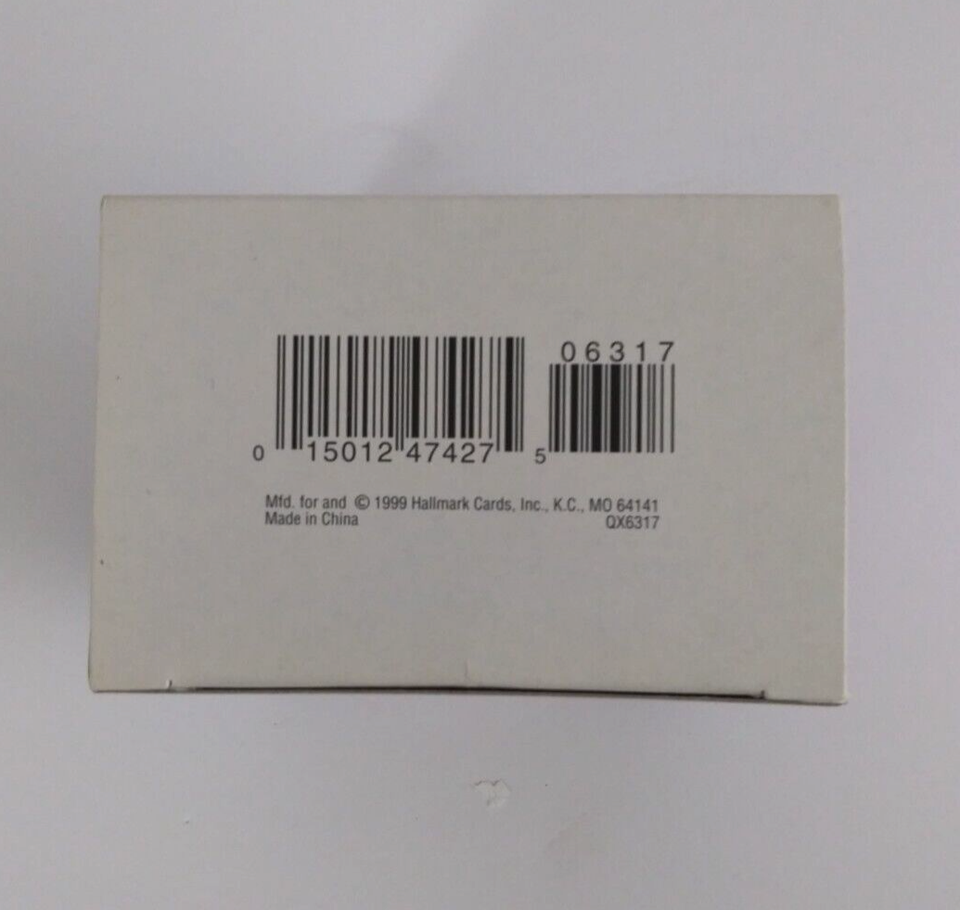 06317
0 15012 47427 5
Mfd. for and © 1999 Hallmark Cards, Inc., K.C., MO 64141
Made in China QX6317